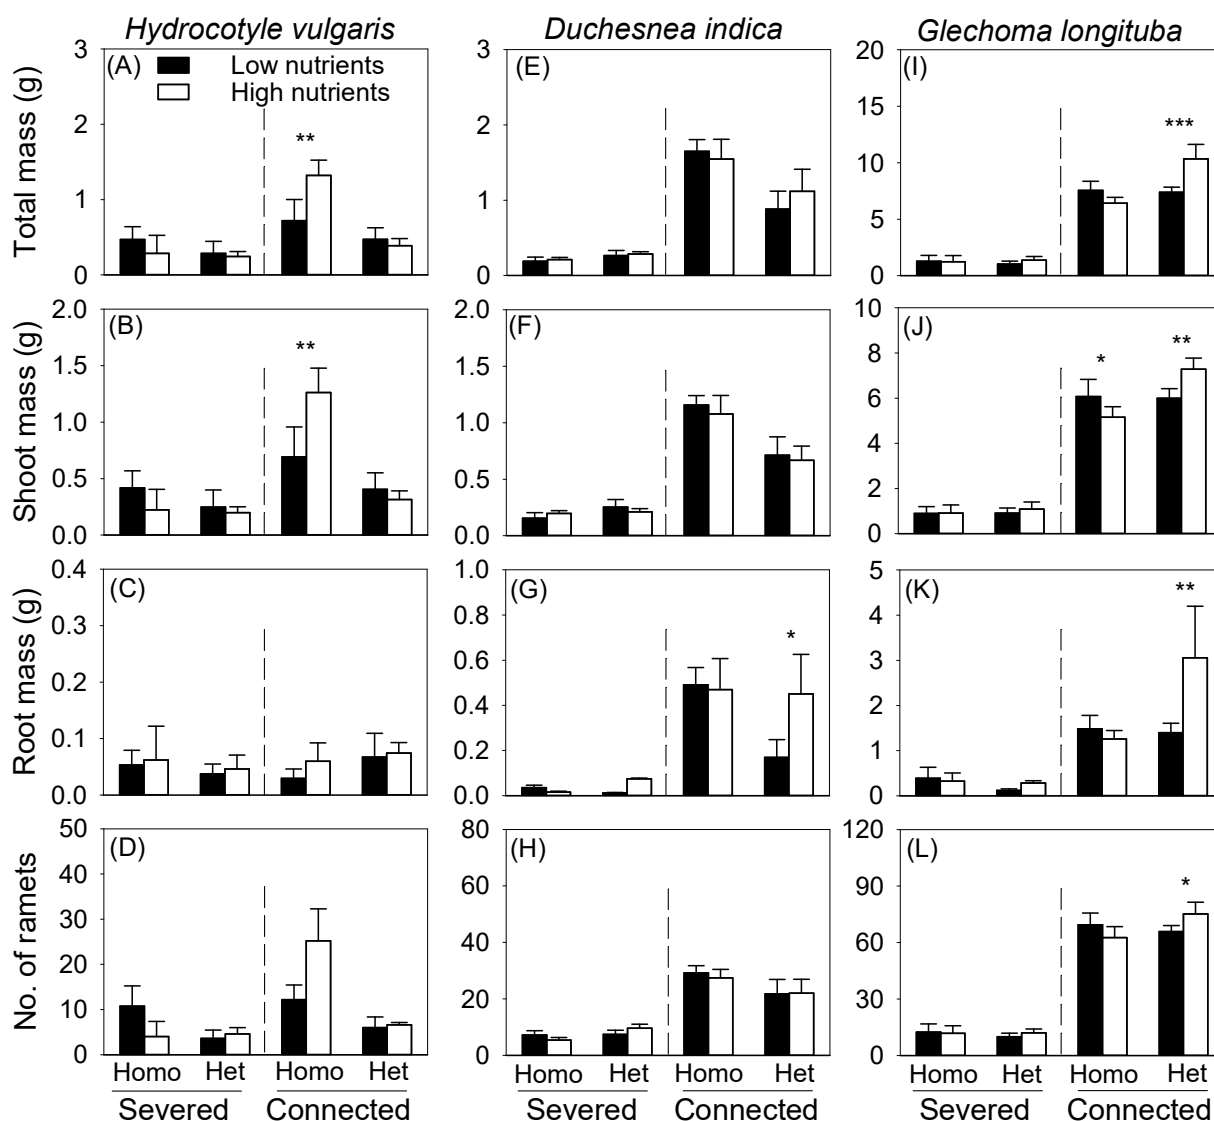 Hydrocotyle vulgaris
Duchesnea indica
Glechoma longituba
Total mass (g)
3
2
1
0
(A)
Low nutrients
High nutrients
**
3
2
1
0
(E)
20
15
10
5
0
(I)
***
Shoot mass (g)
2.0
1.5
1.0
0.5
0.0
(B)
**
2.0
1.5
1.0
0.5
0.0
(F)
10
8
6
4
2
0
(J)
*
**
Root mass (g)
0.4
0.3
0.2
0.1
0.0
(C)
1.0
0.8
0.6
0.4
0.2
0.0
(G)
*
5
4
3
2
1
0
(K)
**
No. of ramets
50
40
30
20
10
0
(D)
80
60
40
20
0
(H)
120
90
60
30
0
(L)
*
Homo Het Homo Het
Severed Connected
Homo Het Homo Het
Severed Connected
Homo Het Homo Het
Severed Connected